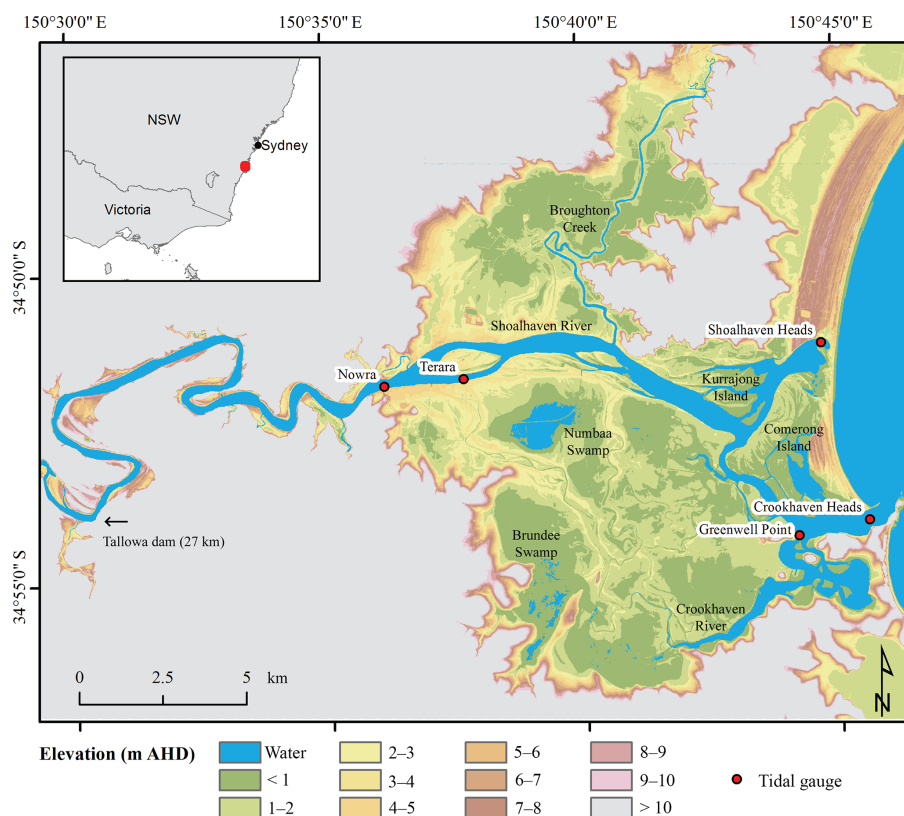 150°30'0" E
150°35'0" E
150°40'0" E
150°45'0" E
NSW
Sydney
Victoria
34°50'0" S
34°55'0" S
Broughton
Creek
Shoalhaven River
Shoalhaven Heads
Nowra
Terara
Kurrajong
Island
Comerong
Island
Numbaa
Swamp
Crookhaven Heads
Greenwell Point
Brundee
Swamp
Tallowa dam (27 km)
Crookhaven
River
0 2.5 5 km
N
Elevation (m AHD)
Water
< 1
1–2
2–3
3–4
4–5
5–6
6–7
7–8
8–9
9–10
> 10
Tidal gauge